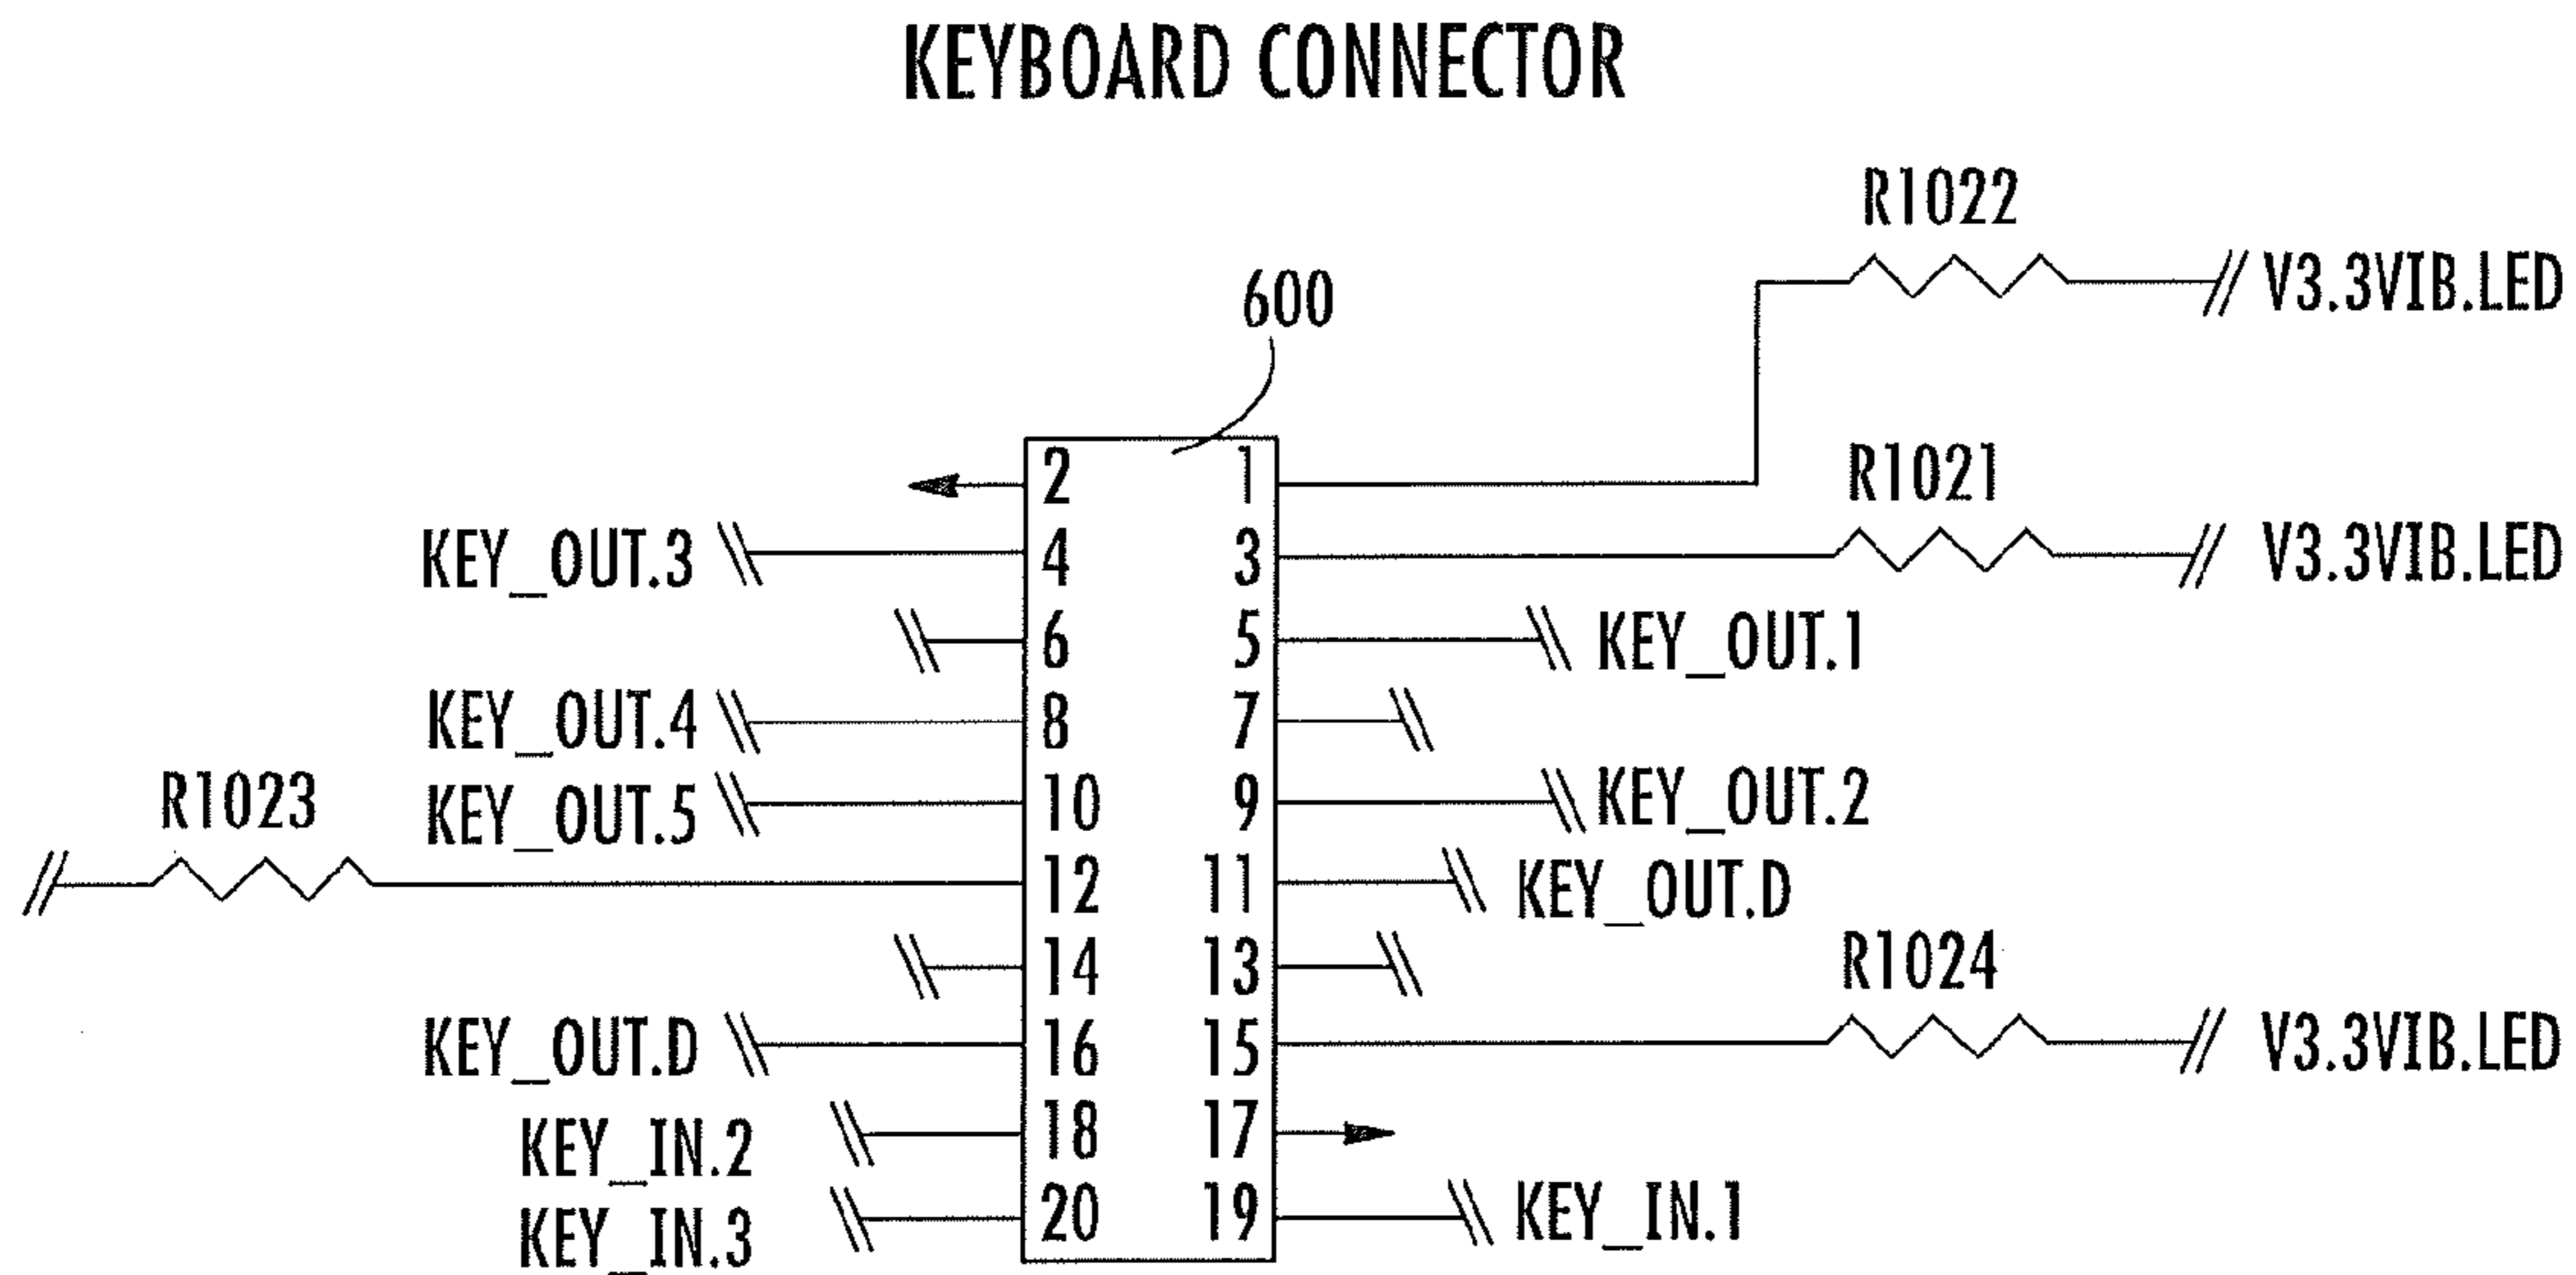 KEYBOARD CONNECTOR
R1022
V3.3VIB.LED
600
2 1
R1021
KEY_OUT.3 4 3 V3.3VIB.LED
6 5 KEY_OUT.1
KEY_OUT.4 8 7
R1023
KEY_OUT.5 10 9 KEY_OUT.2
12 11 KEY_OUT.D
14 13
R1024
KEY_OUT.D 16 15 V3.3VIB.LED
KEY_IN.2 18 17
KEY_IN.3 20 19 KEY_IN.1